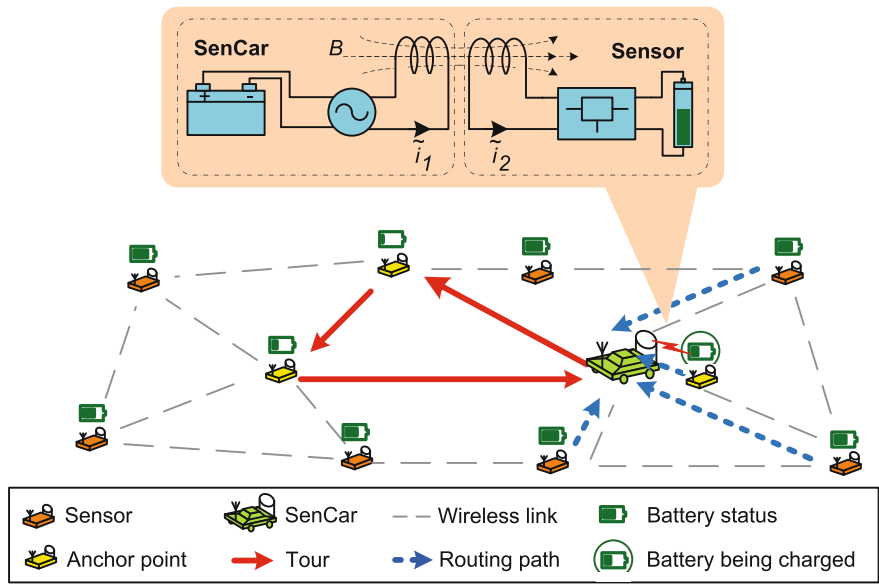 SenCar
B
Sensor
+ -
ĩ1
ĩ2
Sensor
SenCar
Wireless link
Battery status
Anchor point
Tour
Routing path
Battery being charged